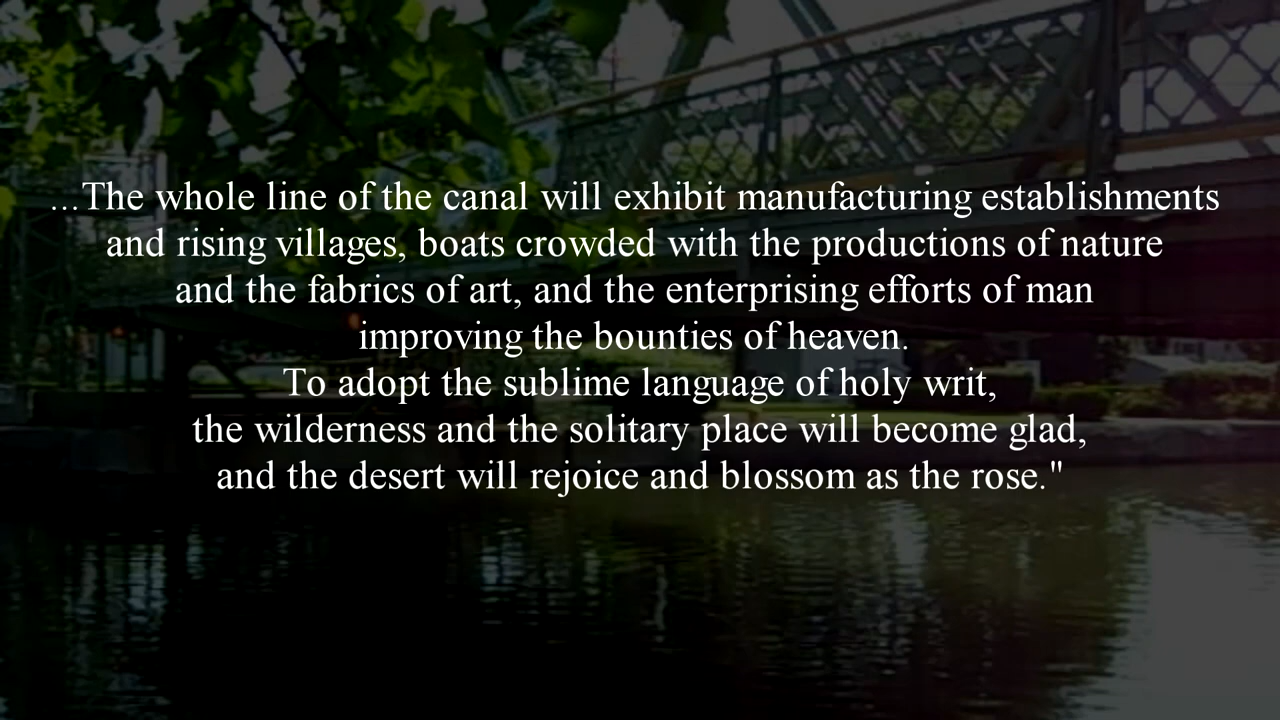 ...The whole line of the canal will exhibit manufacturing establishments
and rising villages, boats crowded with the productions of nature
and the fabrics of art, and the enterprising efforts of man
improving the bounties of heaven.
To adopt the sublime language of holy writ,
the wilderness and the solitary place will become glad,
and the desert will rejoice and blossom as the rose."